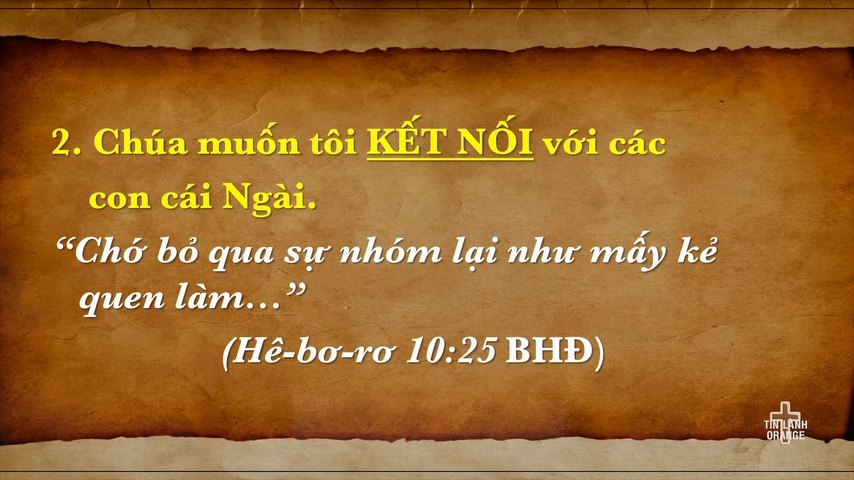 2. Chúa muốn tôi KẾT NỐI với các
con cái Ngài.
“Chớ bỏ qua sự nhóm lại như mấy kẻ
quen làm...”
(Hê-bơ-rơ 10:25 BHĐ)
TIN LANH
ORANGE